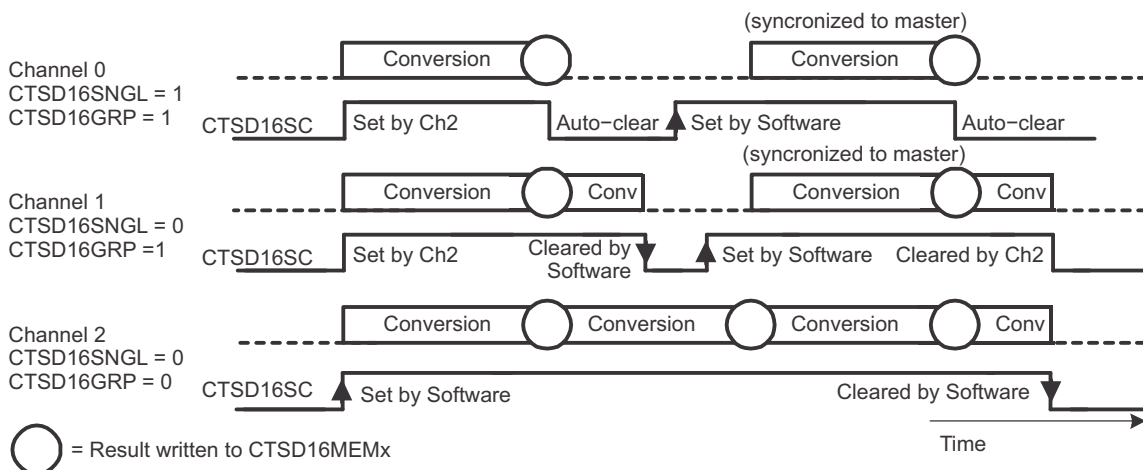 (syncronized to master)
Conversion
Conversion
Channel 0
CTSD16SNGL = 1
CTSD16GRP = 1
CTSD16SC
Set by Ch2
Auto−clear
Set by Software
Auto−clear
(syncronized to master)
Conversion
Conv
Conversion
Conv
Channel 1
CTSD16SNGL = 0
CTSD16GRP =1
CTSD16SC
Set by Ch2
Cleared by
Software
Set by Software
Cleared by Ch2
Conversion
Conversion
Conversion
Conv
Channel 2
CTSD16SNGL = 0
CTSD16GRP = 0
CTSD16SC
Set by Software
Cleared by Software
= Result written to CTSD16MEMx
Time